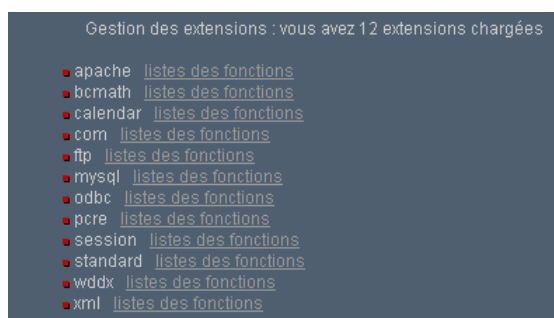 Gestion des extensions : vous avez 12 extensions chargées
apache listes des fonctions
bcmath listes des fonctions
calendar listes des fonctions
com listes des fonctions
ftp listes des fonctions
mysql listes des fonctions
odbc listes des fonctions
pcre listes des fonctions
session listes des fonctions
standard listes des fonctions
wddx listes des fonctions
xml listes des fonctions